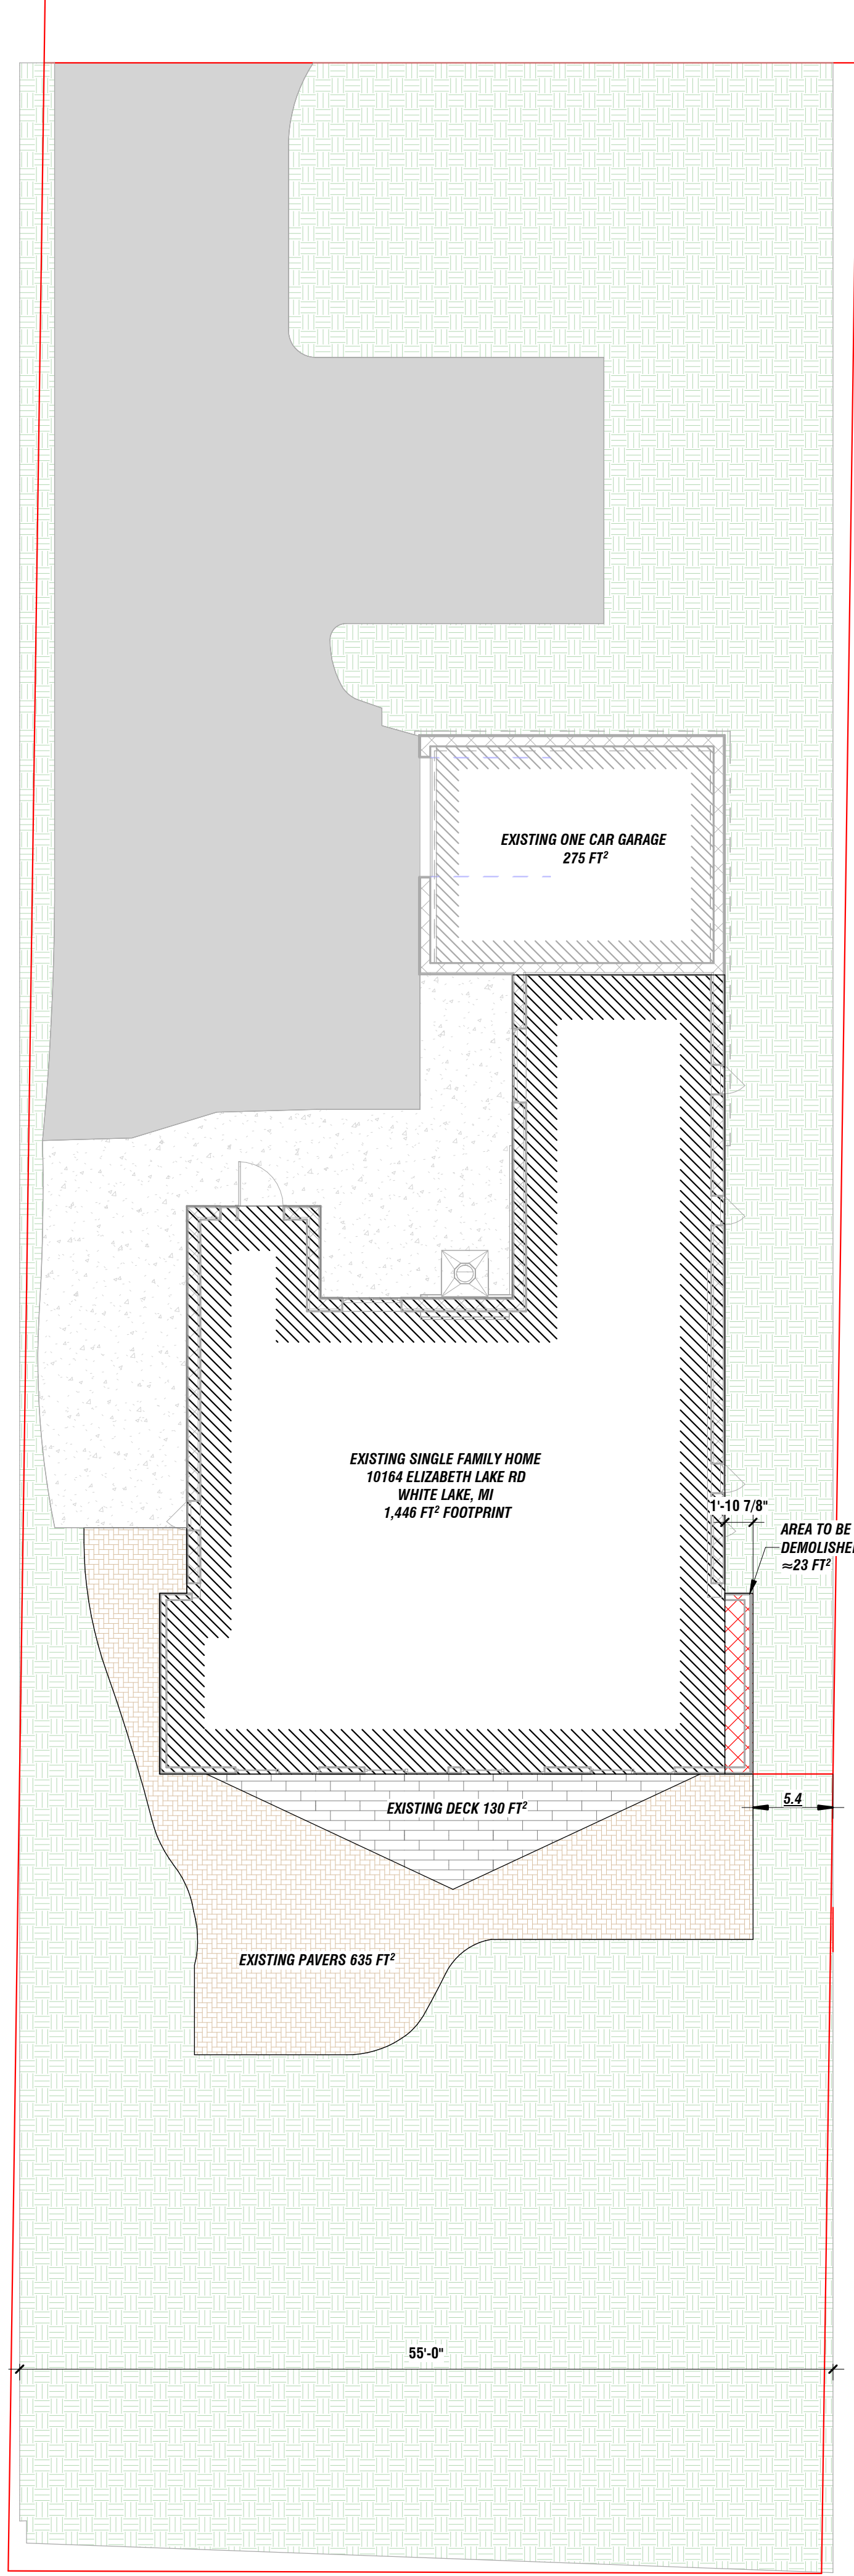 EXISTING ONE CAR GARAGE
275 FT²
EXISTING SINGLE FAMILY HOME
10164 ELIZABETH LAKE RD
WHITE LAKE, MI
1,446 FT² FOOTPRINT
1'-10 7/8"
AREA TO BE
DEMOLISHE
≈23 FT²
EXISTING DECK 130 FT²
5.4
EXISTING PAVERS 635 FT²
55'-0"